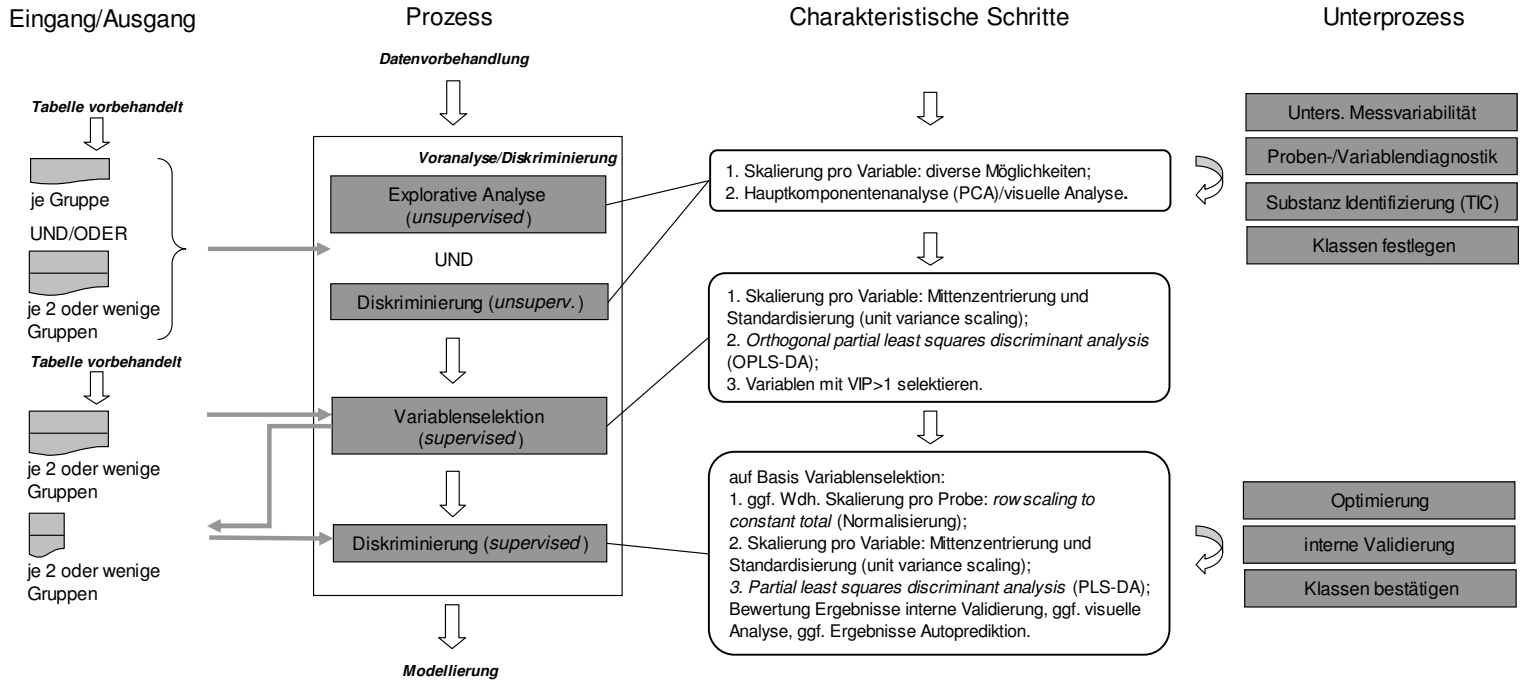 Eingang/Ausgang
Prozess
Charakteristische Schritte
Unterprozess
Tabelle vorbehandelt
je Gruppe
UND/ODER
je 2 oder wenige
Gruppen
Tabelle vorbehandelt
je 2 oder wenige
Gruppen
je 2 oder wenige
Gruppen
Datenvorbehandlung
Voranalyse/Diskriminierung
Explorative Analyse
(unsupervised)
UND
Diskriminierung (unsuperv.)
Variablenselektion
(supervised)
Diskriminierung (supervised)
Modellierung
1. Skalierung pro Variable: diverse Möglichkeiten;
2. Hauptkomponentenanalyse (PCA)/visuelle Analyse.
1. Skalierung pro Variable: Mittenzentrierung und
Standardisierung (unit variance scaling);
2. Orthogonal partial least squares discriminant analysis
(OPLS-DA);
3. Variablen mit VIP>1 selektieren.
auf Basis Variablenselektion:
1. ggf. Wdh. Skalierung pro Probe: row scaling to
constant total (Normalisierung);
2. Skalierung pro Variable: Mittenzentrierung und
Standardisierung (unit variance scaling);
3. Partial least squares discriminant analysis (PLS-DA);
Bewertung Ergebnisse interne Validierung, ggf. visuelle
Analyse, ggf. Ergebnisse Autoprediktion.
Unters. Messvariabilität
Proben-/Variablendiagnostik
Substanz Identifizierung (TIC)
Klassen festlegen
Optimierung
interne Validierung
Klassen bestätigen